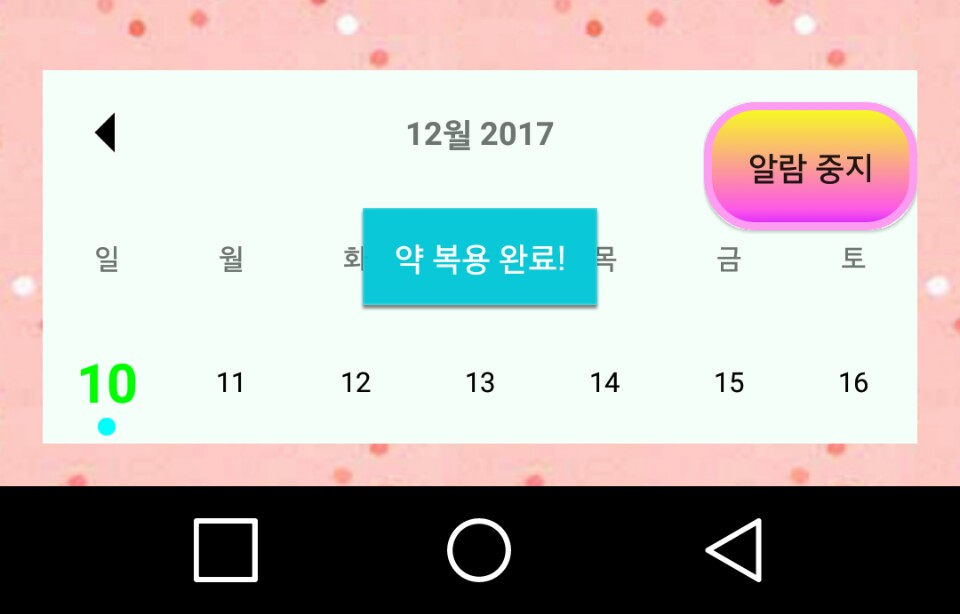 12월 2017
알람 중지
일 월 화 목 금 토
약 복용 완료!
10 11 12 13 14 15 16